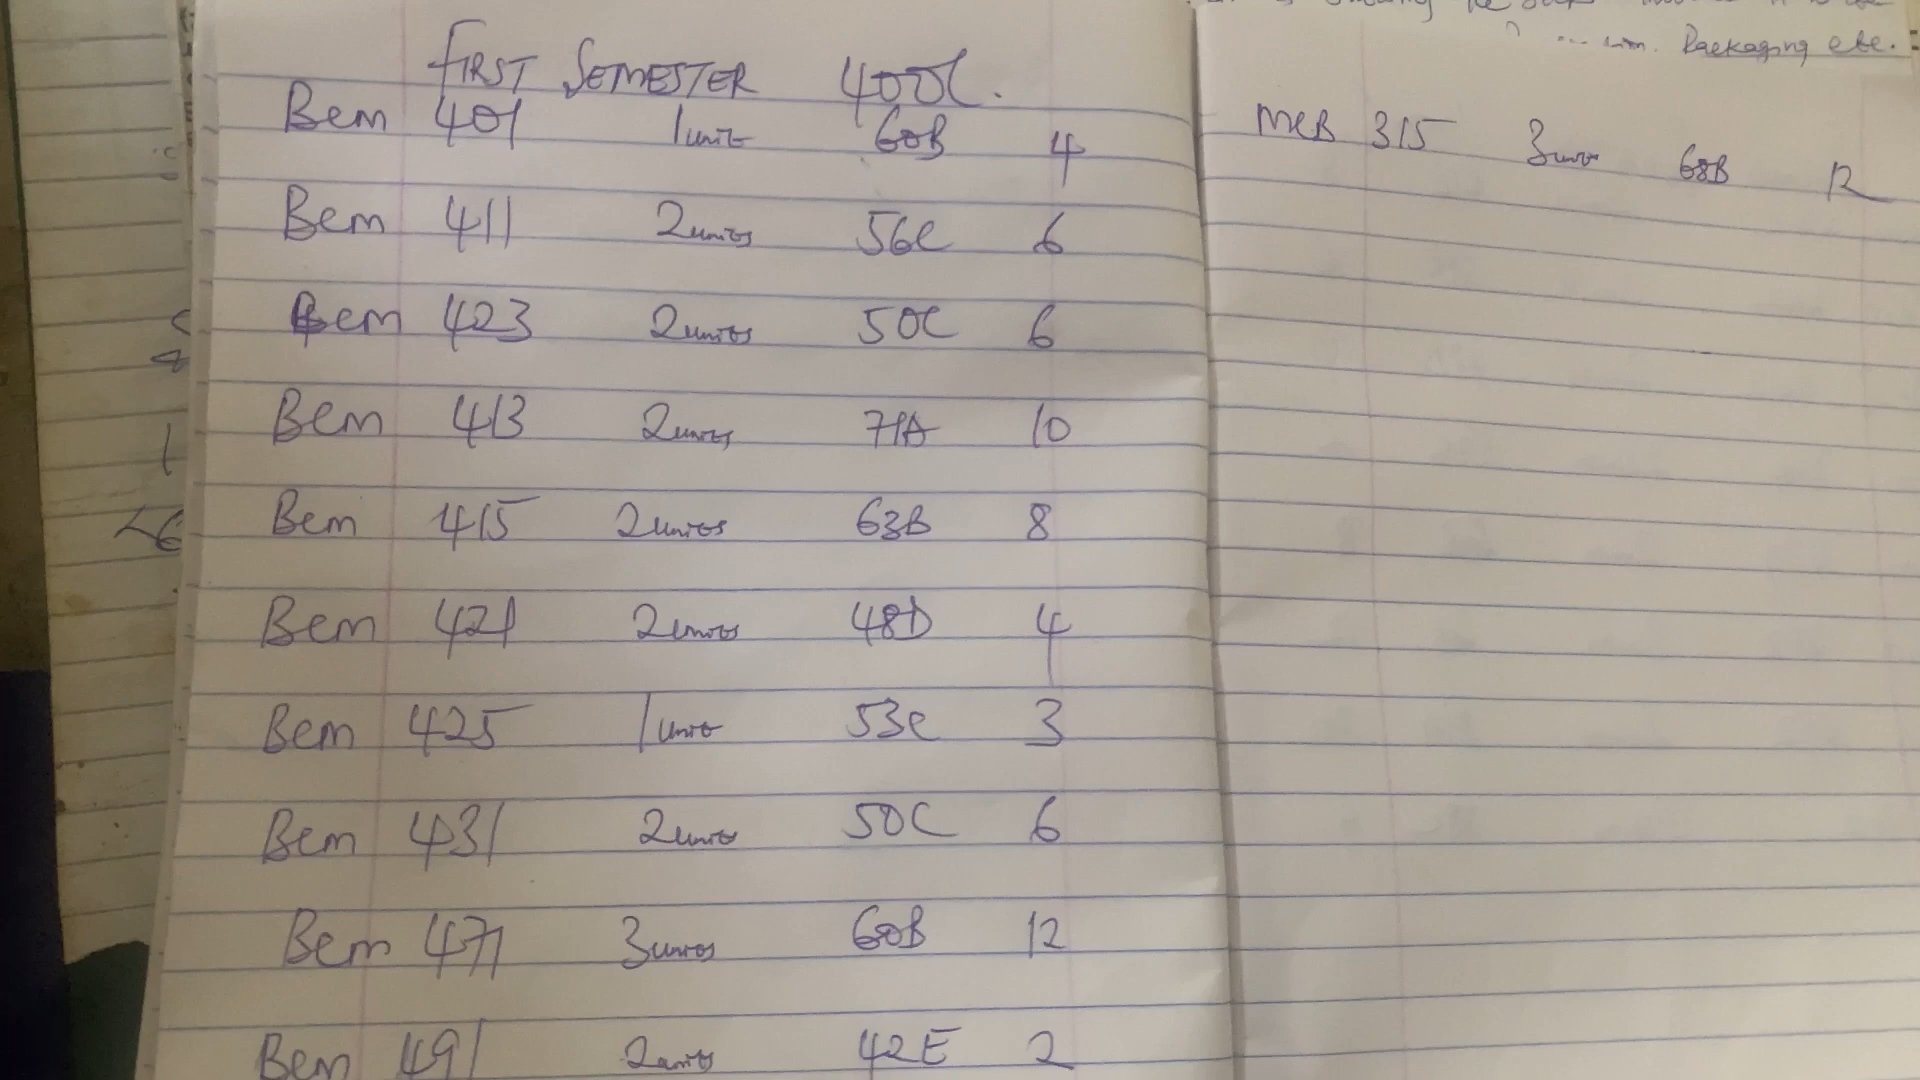 FIRST SEMESTER 400L.
Bem 401 1unit 60B 4
Bem 411 2units 56C 6
Bem 423 2units 50C 6
Bem 413 2units 71A 10
Bem 415 2units 63B 8
Bem 421 2units 48D 4
Bem 425 1unit 53C 3
Bem 431 2units 50C 6
Bem 471 3units 60B 12
Bem 491 2units 42E 2
Packaging etc.
MCB 315 3units 68B 12